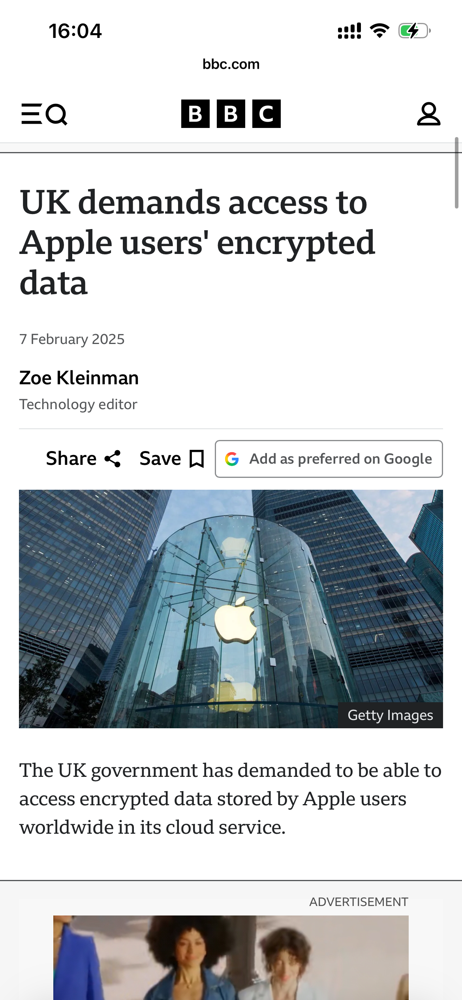 16:04
bbc.com
BBC
UK demands access to
Apple users' encrypted
data
7 February 2025
Zoe Kleinman
Technology editor
Share
Save
Add as preferred on Google
Getty Images
The UK government has demanded to be able to
access encrypted data stored by Apple users
worldwide in its cloud service.
ADVERTISEMENT